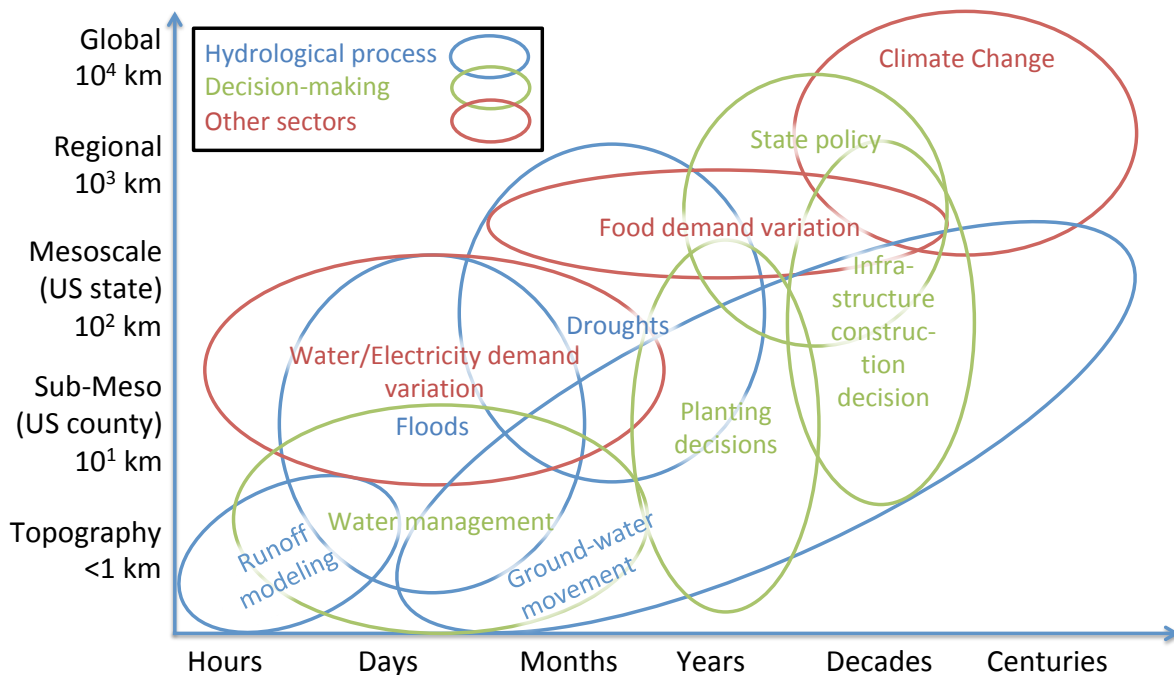 Global
10⁴ km
Regional
10³ km
Mesoscale
(US state)
10² km
Sub-Meso
(US county)
10¹ km
Topography
<1 km
Hydrological process
Decision-making
Other sectors
Climate Change
State policy
Food demand variation
Infra-
structure
construc-
tion
decision
Droughts
Water/Electricity demand
variation
Floods
Planting
decisions
Water management
Runoff
modeling
Ground-water
movement
Hours
Days
Months
Years
Decades
Centuries